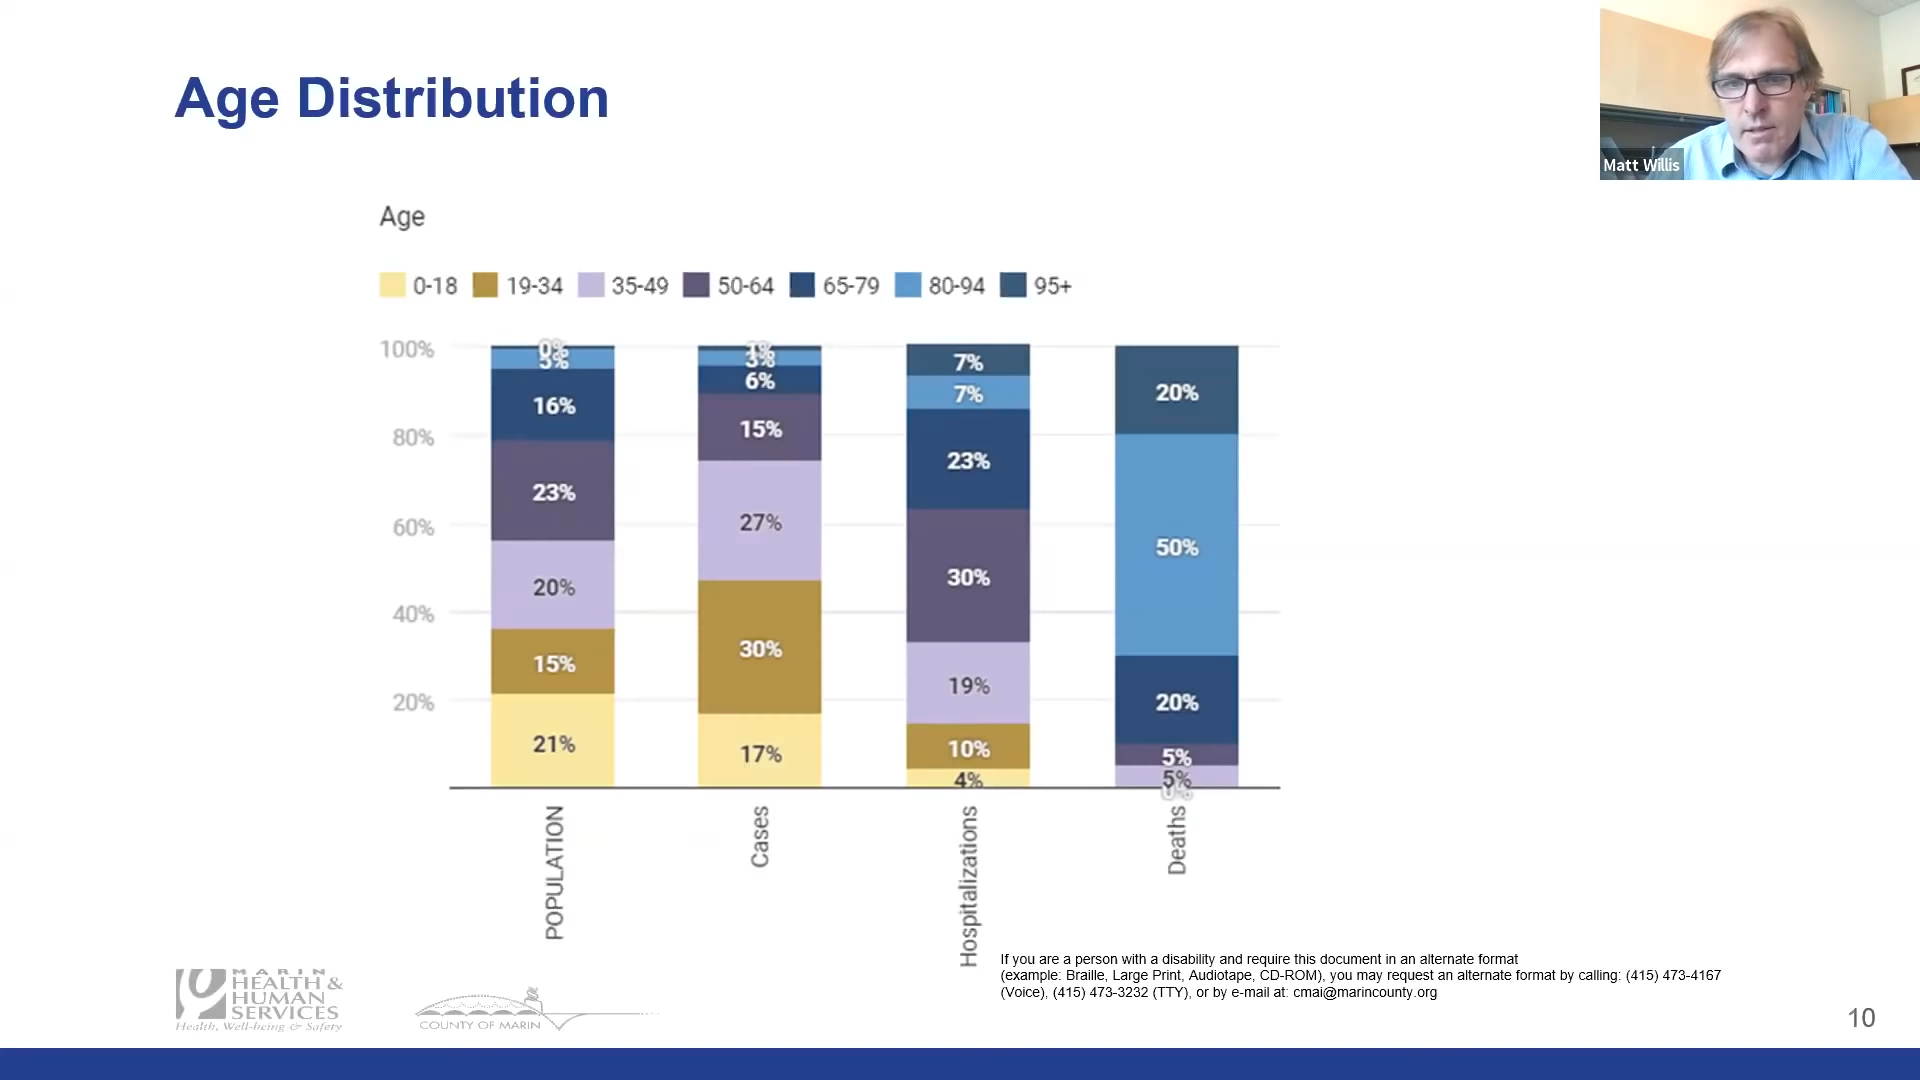 Age Distribution
Matt Willis
Age
0-18 19-34 35-49 50-64 65-79 80-94 95+
100%
80%
60%
40%
20%
0%
5%
16%
23%
20%
15%
21%
1%
3%
6%
15%
27%
30%
17%
7%
7%
23%
30%
19%
10%
4%
20%
50%
20%
5%
5%
0%
POPULATION
Cases
Hospitalizations
Deaths
If you are a person with a disability and require this document in an alternate format
(example: Braille, Large Print, Audiotape, CD-ROM), you may request an alternate format by calling: (415) 473-4167
(Voice), (415) 473-3232 (TTY), or by e-mail at: cmai@marincounty.org
MARIN
HEALTH &
HUMAN
SERVICES
Health, Well-being & Safety
COUNTY OF MARIN
10